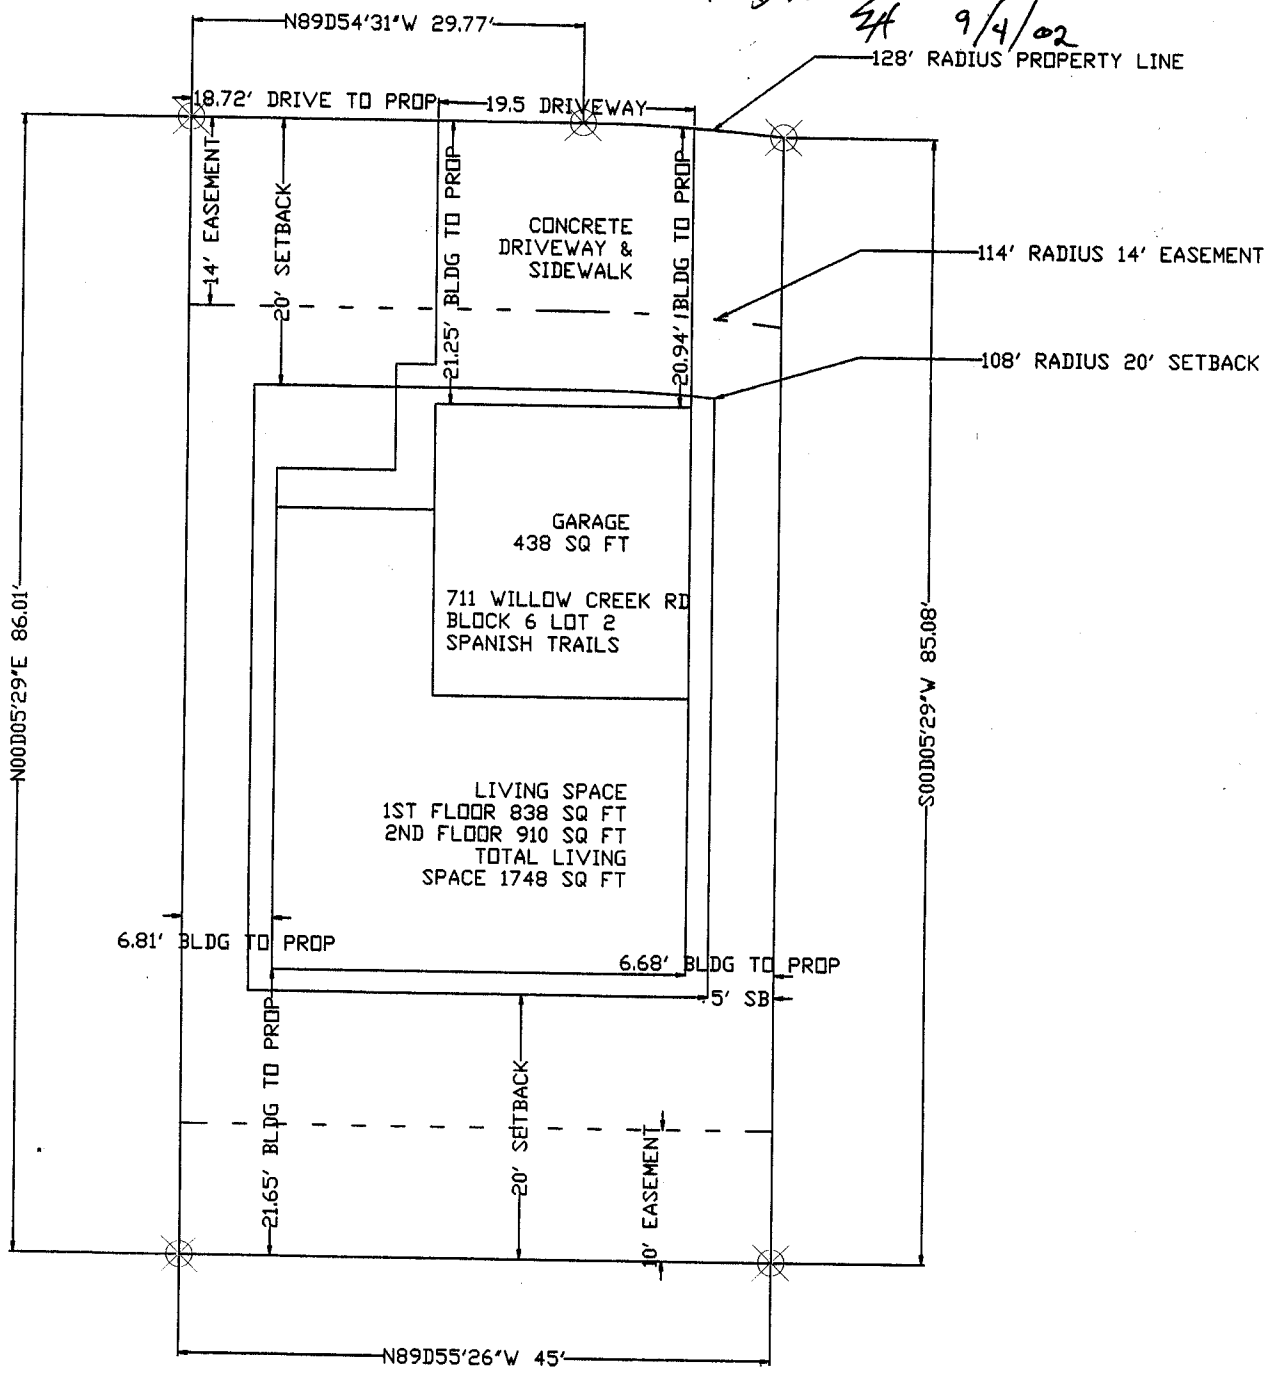 9/4/02
N89D54'31"W 29.77'
128' RADIUS PROPERTY LINE
18.72' DRIVE TO PROP
19.5 DRIVEWAY
14' EASEMENT
20' SETBACK
21.25' BLDG TO PROP
CONCRETE
DRIVEWAY &
SIDEWALK
20.94' BLDG TO PROP
114' RADIUS 14' EASEMENT
108' RADIUS 20' SETBACK
GARAGE
438 SQ FT
711 WILLOW CREEK RD
BLOCK 6 LOT 2
SPANISH TRAILS
N00D05'29"E 86.01'
S00D05'29"W 85.08'
LIVING SPACE
1ST FLOOR 838 SQ FT
2ND FLOOR 910 SQ FT
TOTAL LIVING
SPACE 1748 SQ FT
6.81' BLDG TO PROP
6.68' BLDG TO PROP
5' SB
21.65' BLDG TO PROP
20' SETBACK
10' EASEMENT
N89D55'26"W 45'